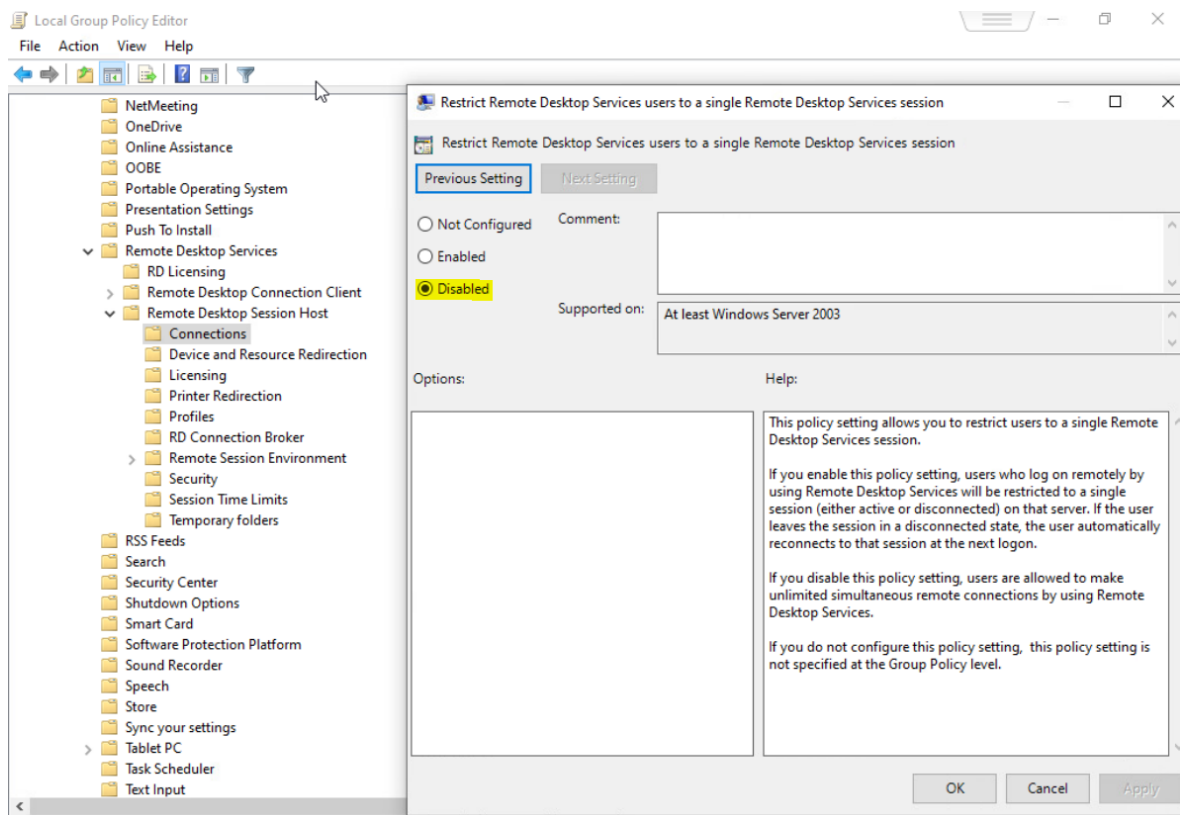 Local Group Policy Editor
File Action View Help
NetMeeting
OneDrive
Online Assistance
OOBE
Portable Operating System
Presentation Settings
Push To Install
Remote Desktop Services
RD Licensing
Remote Desktop Connection Client
Remote Desktop Session Host
Connections
Device and Resource Redirection
Licensing
Printer Redirection
Profiles
RD Connection Broker
Remote Session Environment
Security
Session Time Limits
Temporary folders
RSS Feeds
Search
Security Center
Shutdown Options
Smart Card
Software Protection Platform
Sound Recorder
Speech
Store
Sync your settings
Tablet PC
Task Scheduler
Text Input
Restrict Remote Desktop Services users to a single Remote Desktop Services session
Restrict Remote Desktop Services users to a single Remote Desktop Services session
Previous Setting Next Setting
Not Configured Comment:
Enabled
Disabled
Supported on: At least Windows Server 2003
Options: Help:
This policy setting allows you to restrict users to a single Remote
Desktop Services session.
If you enable this policy setting, users who log on remotely by
using Remote Desktop Services will be restricted to a single
session (either active or disconnected) on that server. If the user
leaves the session in a disconnected state, the user automatically
reconnects to that session at the next logon.
If you disable this policy setting, users are allowed to make
unlimited simultaneous remote connections by using Remote
Desktop Services.
If you do not configure this policy setting, this policy setting is
not specified at the Group Policy level.
OK Cancel Apply